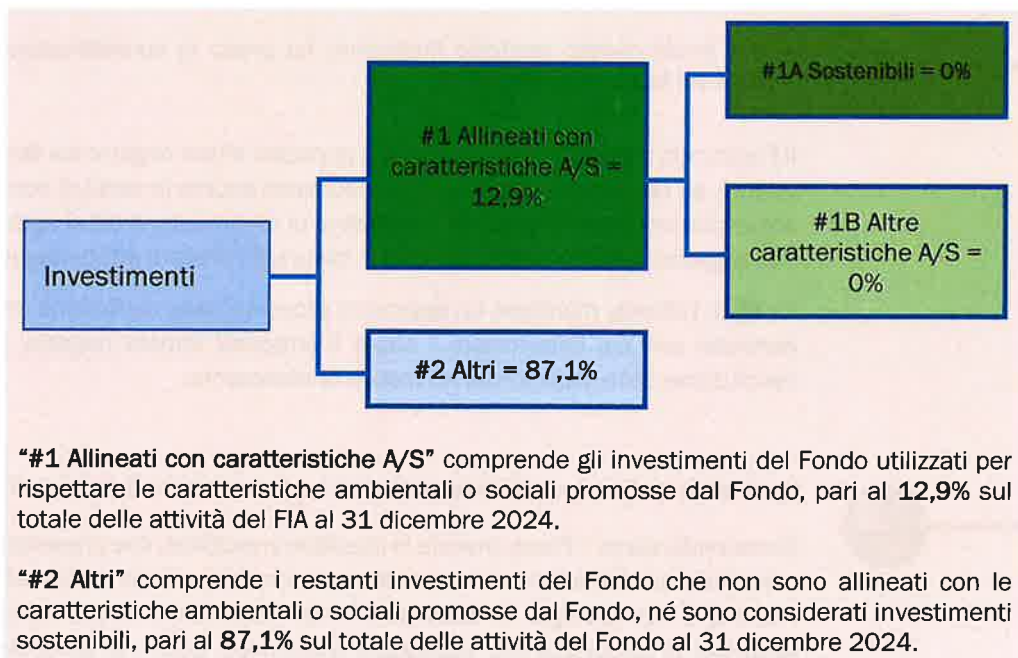 #1A Sostenibili = 0%
#1 Allineati con
caratteristiche A/S =
12,9%
#1B Altre
caratteristiche A/S =
0%
Investimenti
#2 Altri = 87,1%
"#1 Allineati con caratteristiche A/S" comprende gli investimenti del Fondo utilizzati per
rispettare le caratteristiche ambientali o sociali promosse dal Fondo, pari al 12,9% sul
totale delle attività del FIA al 31 dicembre 2024.
"#2 Altri" comprende i restanti investimenti del Fondo che non sono allineati con le
caratteristiche ambientali o sociali promosse dal Fondo, né sono considerati investimenti
sostenibili, pari al 87,1% sul totale delle attività del Fondo al 31 dicembre 2024.